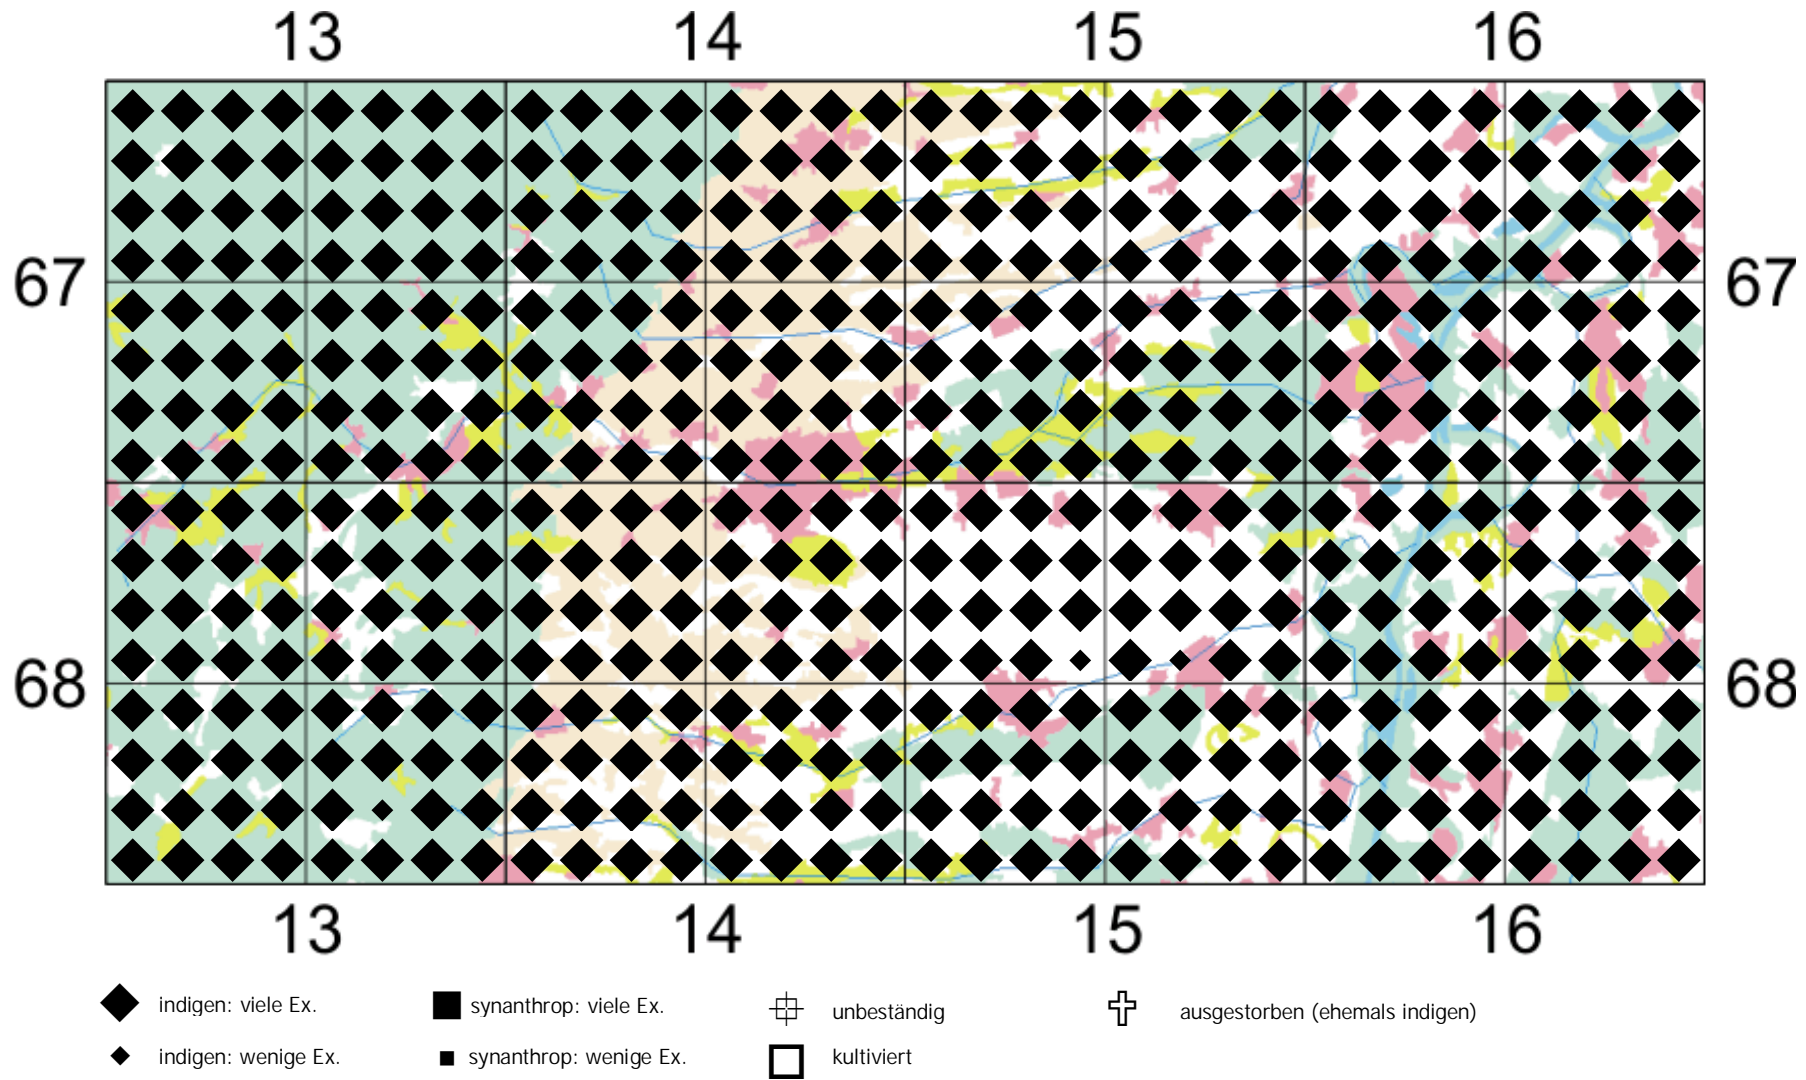 13 14 15 16
67 67
68 68
13 14 15 16
indigen: viele Ex. synanthrop: viele Ex. unbeständig ausgestorben (ehemals indigen)
indigen: wenige Ex. synanthrop: wenige Ex. kultiviert